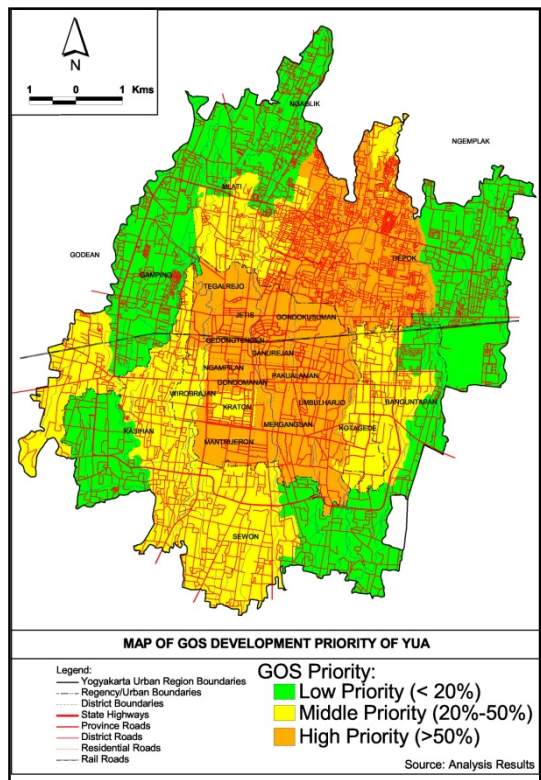 N
1 0 1 Kms
NGABLIK
NGEMPLAK
MLATI
GODEAN
DEPOK
GAMPING
TEGALREJO
JETIS
GONDOKUSUMAN
GEDONGTENGEN
DANUREJAN
NGAMPILAN
PAKUALAMAN
GONDOMANAN
WIROBRAJAN
KRATON
UMBULHARJO
BANGUNTAPAN
MERGANGSAN
KOTAGEDE
KASIHAN
MANTRIJERON
SEWON
MAP OF GOS DEVELOPMENT PRIORITY OF YUA
Legend:
Yogyakarta Urban Region Boundaries
Regency/Urban Boundaries
District Boundaries
State Highways
Province Roads
District Roads
Residential Roads
Rail Roads
GOS Priority:
Low Priority (< 20%)
Middle Priority (20%-50%)
High Priority (>50%)
Source: Analysis Results